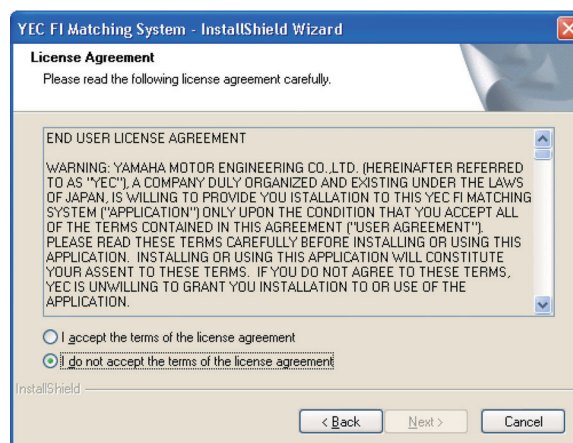 YEC FI Matching System - InstallShield Wizard
License Agreement
Please read the following license agreement carefully.
END USER LICENSE AGREEMENT
WARNING: YAMAHA MOTOR ENGINEERING CO.,LTD. (HEREINAFTER REFERRED
TO AS "YEC"), A COMPANY DULY ORGANIZED AND EXISTING UNDER THE LAWS
OF JAPAN, IS WILLING TO PROVIDE YOU ISTALLATION TO THIS YEC FI MATCHING
SYSTEM ("APPLICATION") ONLY UPON THE CONDITION THAT YOU ACCEPT ALL
OF THE TERMS CONTAINED IN THIS AGREEMENT ("USER AGREEMENT").
PLEASE READ THESE TERMS CAREFULLY BEFORE INSTALLING OR USING THIS
APPLICATION. INSTALLING OR USING THIS APPLICATION WILL CONSTITUTE
YOUR ASSENT TO THESE TERMS. IF YOU DO NOT AGREE TO THESE TERMS,
YEC IS UNWILLING TO GRANT YOU INSTALLATION TO OR USE OF THE
APPLICATION.
I accept the terms of the license agreement
I do not accept the terms of the license agreement
InstallShield
< Back Next > Cancel